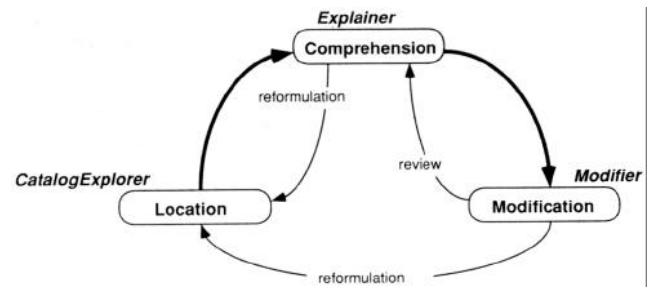 Explainer
Comprehension
reformulation
review
CatalogExplorer
Modifier
Location
Modification
reformulation